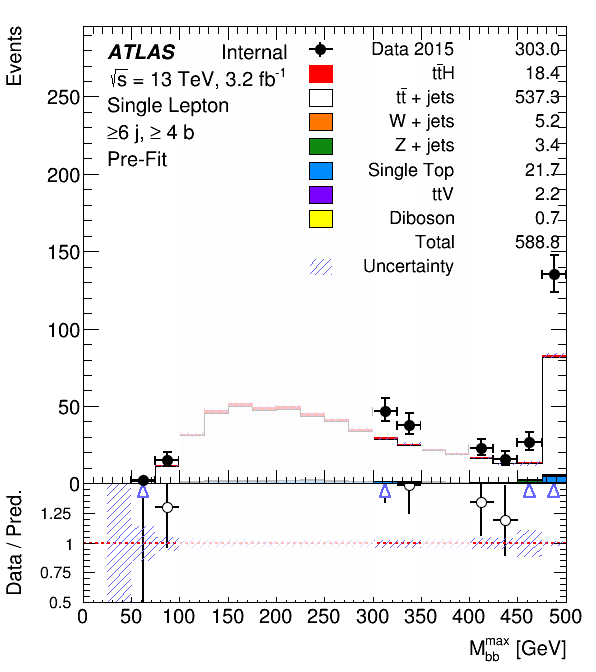 Events
ATLAS Internal
√s = 13 TeV, 3.2 fb⁻¹
Single Lepton
≥6 j, ≥ 4 b
Pre-Fit
Data 2015 303.0
tt̄H 18.4
tt̄ + jets 537.3
W + jets 5.2
Z + jets 3.4
Single Top 21.7
ttV 2.2
Diboson 0.7
Total 588.8
Uncertainty
250
200
150
100
50
0
Data / Pred.
1.25
1
0.75
0.5
0 50 100 150 200 250 300 350 400 450 500
M_bb^max [GeV]